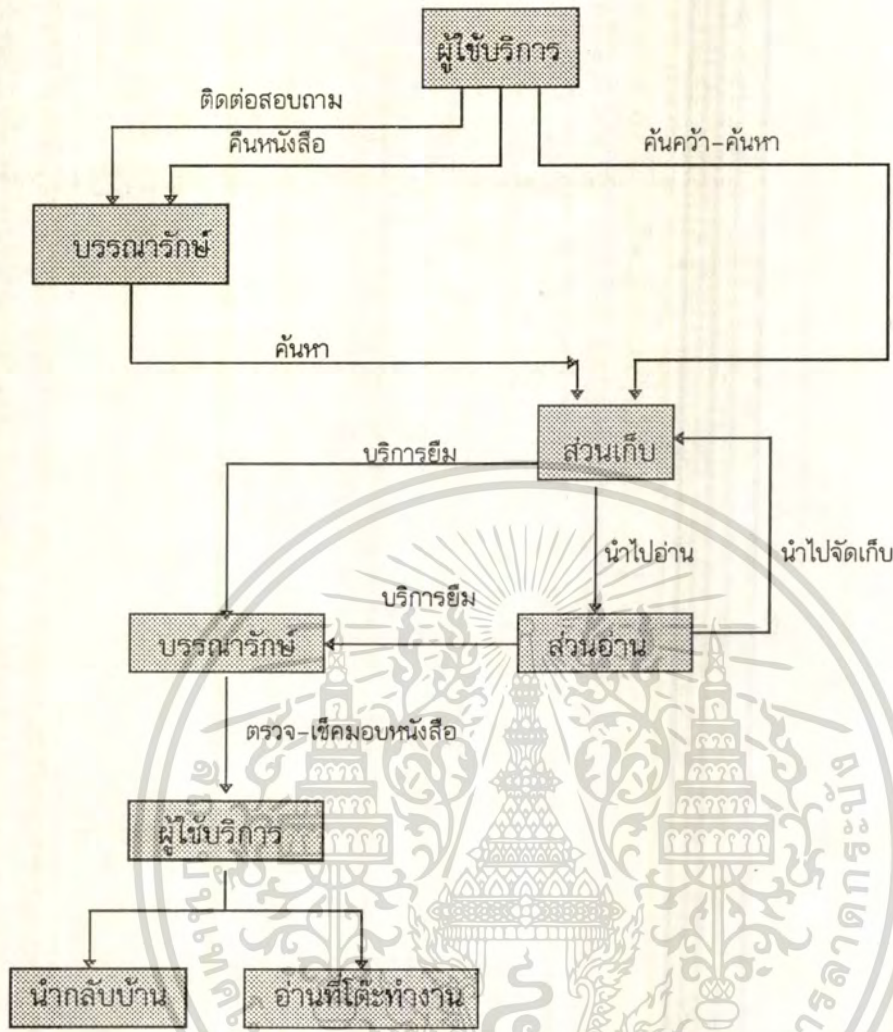 ผู้ใช้บริการ
ติดต่อสอบถาม
คืนหนังสือ
ค้นคว้า-ค้นหา
บรรณารักษ์
ค้นหา
ส่วนเก็บ
บริการยืม
นำไปอ่าน
นำไปจัดเก็บ
บริการยืม
บรรณารักษ์
ส่วนอ่าน
ตรวจ-เช็คมอบหนังสือ
ผู้ใช้บริการ
นำกลับบ้าน
อ่านที่โต๊ะทำงาน